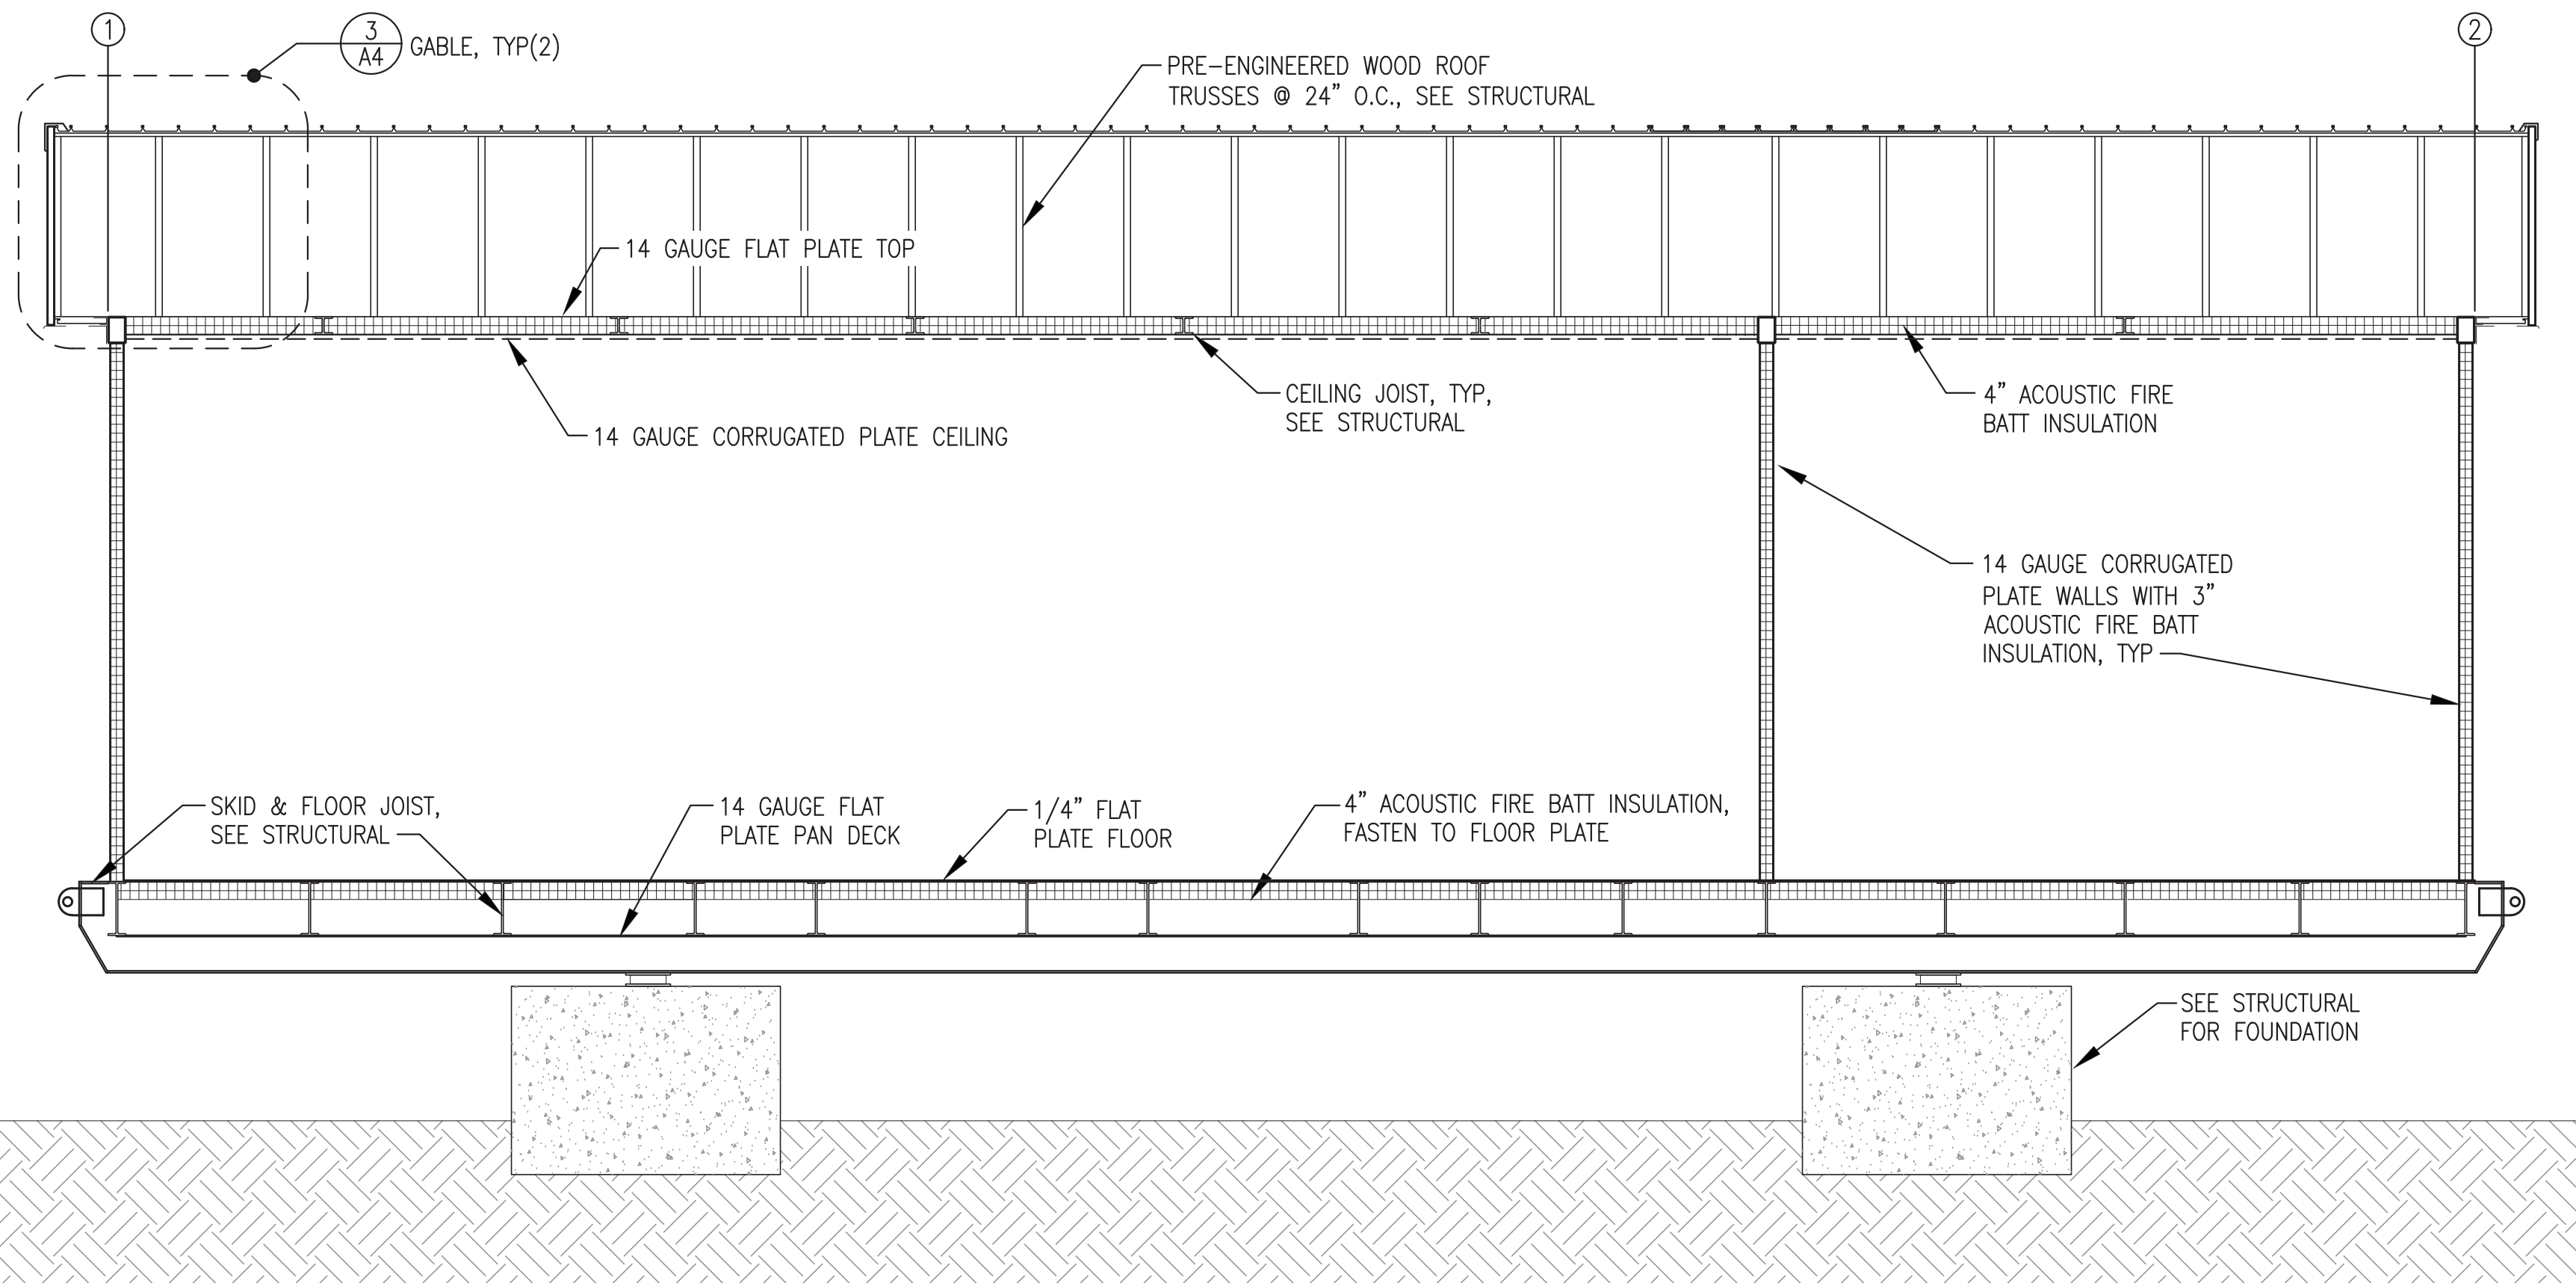 1
3
A4
GABLE, TYP(2)
2
PRE-ENGINEERED WOOD ROOF
TRUSSES @ 24” O.C., SEE STRUCTURAL
14 GAUGE FLAT PLATE TOP
CEILING JOIST, TYP,
SEE STRUCTURAL
4” ACOUSTIC FIRE
BATT INSULATION
14 GAUGE CORRUGATED PLATE CEILING
14 GAUGE CORRUGATED
PLATE WALLS WITH 3”
ACOUSTIC FIRE BATT
INSULATION, TYP
SKID & FLOOR JOIST,
SEE STRUCTURAL
14 GAUGE FLAT
PLATE PAN DECK
1/4” FLAT
PLATE FLOOR
4” ACOUSTIC FIRE BATT INSULATION,
FASTEN TO FLOOR PLATE
SEE STRUCTURAL
FOR FOUNDATION